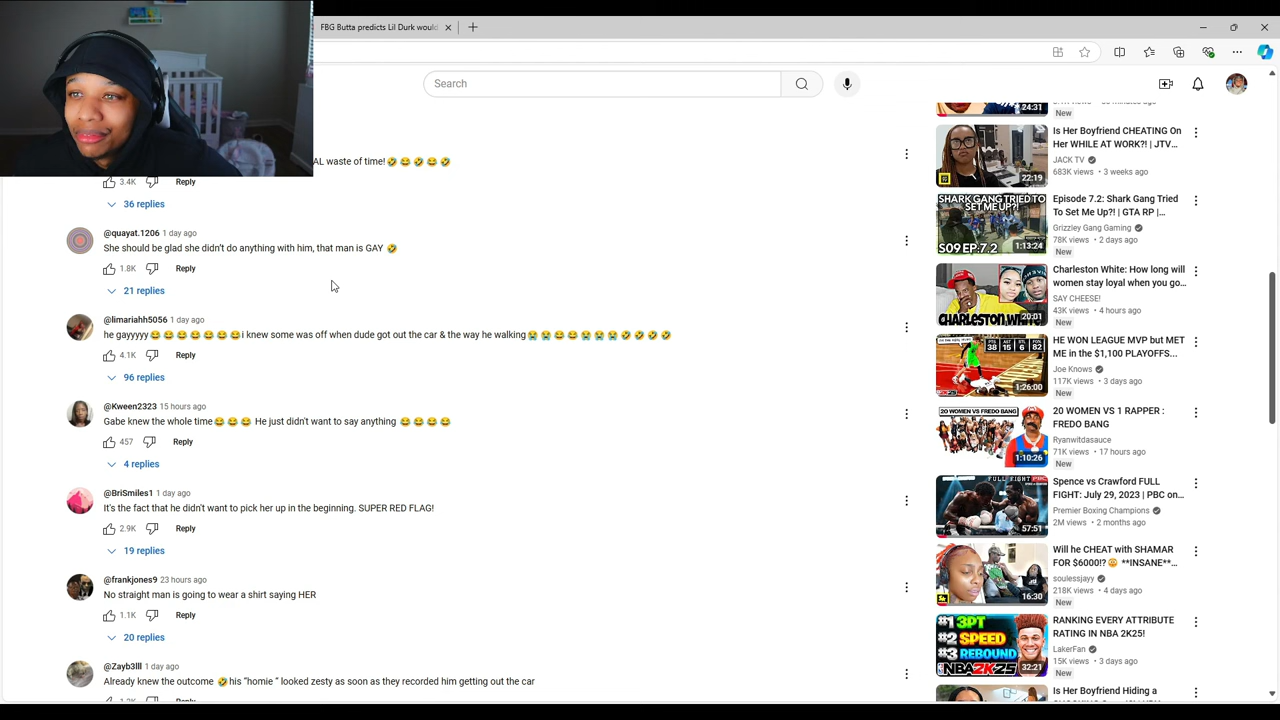 FBG Butta predicts Lil Durk would
Search
AL waste of time!🤣😂🤣😂🤣
3.4K Reply
36 replies
@quayat.1206 1 day ago
She should be glad she didn't do anything with him, that man is GAY 🤣
1.8K Reply
21 replies
@limariahh5056 1 day ago
he gayyyyy😂😂😂😂😂😂😂i knew some was off when dude got out the car & the way he walking😭😭😂😂😭😭😭🤣🤣🤣🤣
4.1K Reply
96 replies
@Kween2323 15 hours ago
Gabe knew the whole time😂😂😂 He just didn't want to say anything 😂😂😂😂
457 Reply
4 replies
@BriSmiles1 1 day ago
It's the fact that he didn't want to pick her up in the beginning. SUPER RED FLAG!
2.9K Reply
19 replies
@frankjones9 23 hours ago
No straight man is going to wear a shirt saying HER
1.1K Reply
20 replies
@Zayb3lll 1 day ago
Already knew the outcome 🤣his "homie " looked zesty as soon as they recorded him getting out the car
Reply
24:31
New
Is Her Boyfriend CHEATING On
Her WHILE AT WORK?! | JTV...
JACK TV
683K views • 3 weeks ago
22:19
Episode 7.2: Shark Gang Tried
To Set Me Up?! | GTA RP |...
Grizzley Gang Gaming
78K views • 2 days ago
New
SHARK GANG TRIED
TO SET ME UP?!
S09 EP.7.2
1:13:24
Charleston White: How long will
women stay loyal when you go...
SAY CHEESE!
43K views • 4 hours ago
New
CHARLESTON WHITE
20:01
HE WON LEAGUE MVP but MET
ME in the $1,100 PLAYOFFS...
Joe Knows
117K views • 3 days ago
New
1:26:00
20 WOMEN VS 1 RAPPER :
FREDO BANG
Ryanwitdasauce
71K views • 17 hours ago
New
20 WOMEN VS FREDO BANG
1:10:26
Spence vs Crawford FULL
FIGHT: July 29, 2023 | PBC on...
Premier Boxing Champions
2M views • 2 months ago
FULL FIGHT
57:51
Will he CHEAT with SHAMAR
FOR $6000!?😩 **INSANE**...
soulessjayy
218K views • 4 days ago
New
16:30
RANKING EVERY ATTRIBUTE
RATING IN NBA 2K25!
LakerFan
15K views • 3 days ago
New
#1 3PT
#2 SPEED
#3 REBOUND
NBA2K25
32:21
Is Her Boyfriend Hiding a